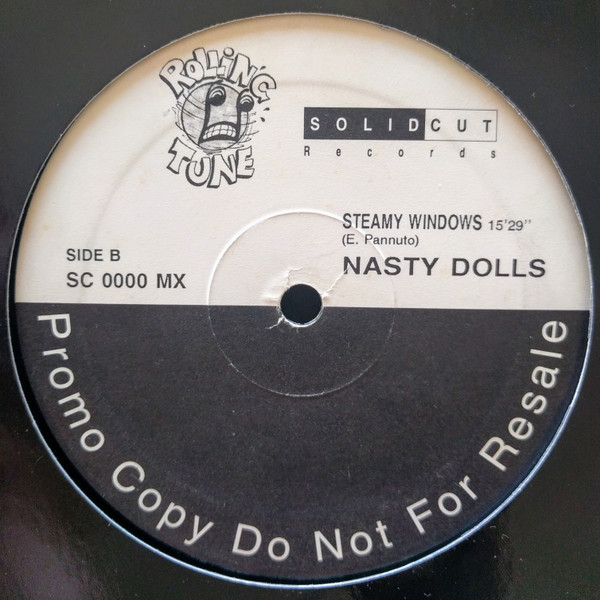 ROLLING
TUNE
SOLIDCUT
Records
STEAMY WINDOWS 15'29"
(E. Pannuto)
NASTY DOLLS
SIDE B
SC 0000 MX
Promo Copy Do Not For Resale